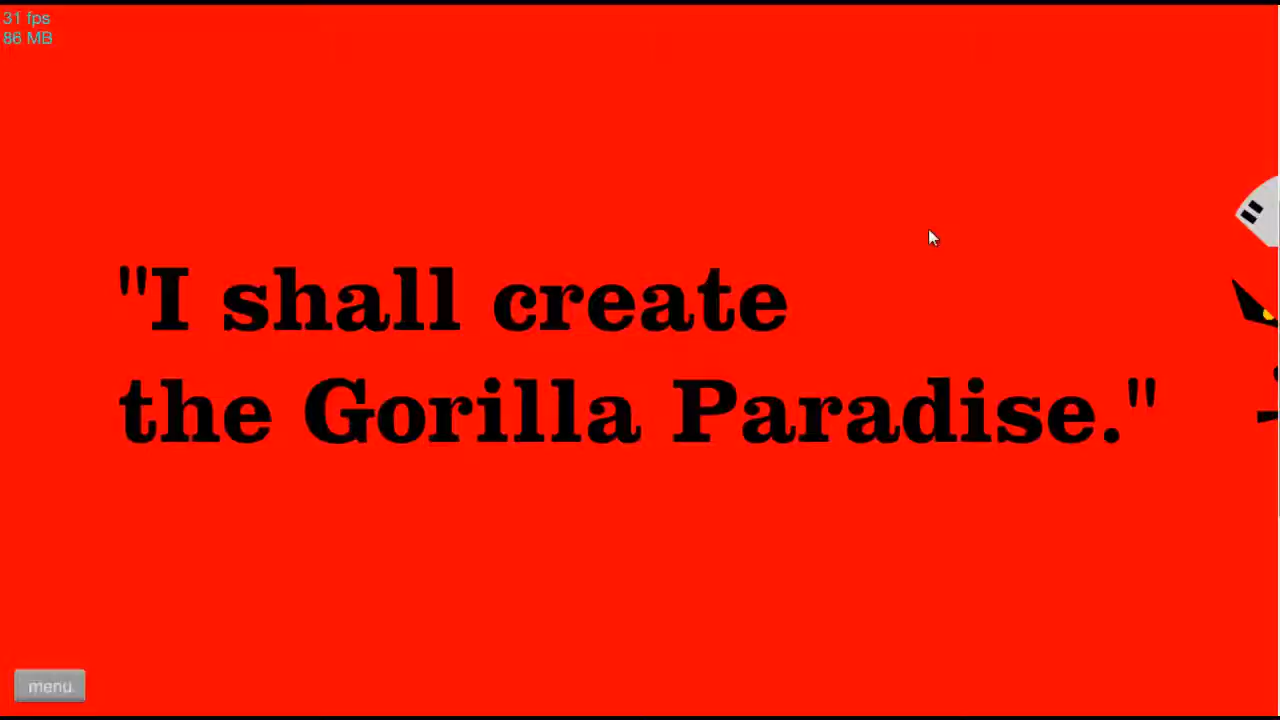 31 fps
86 MB
"I shall create
the Gorilla Paradise."
menu.